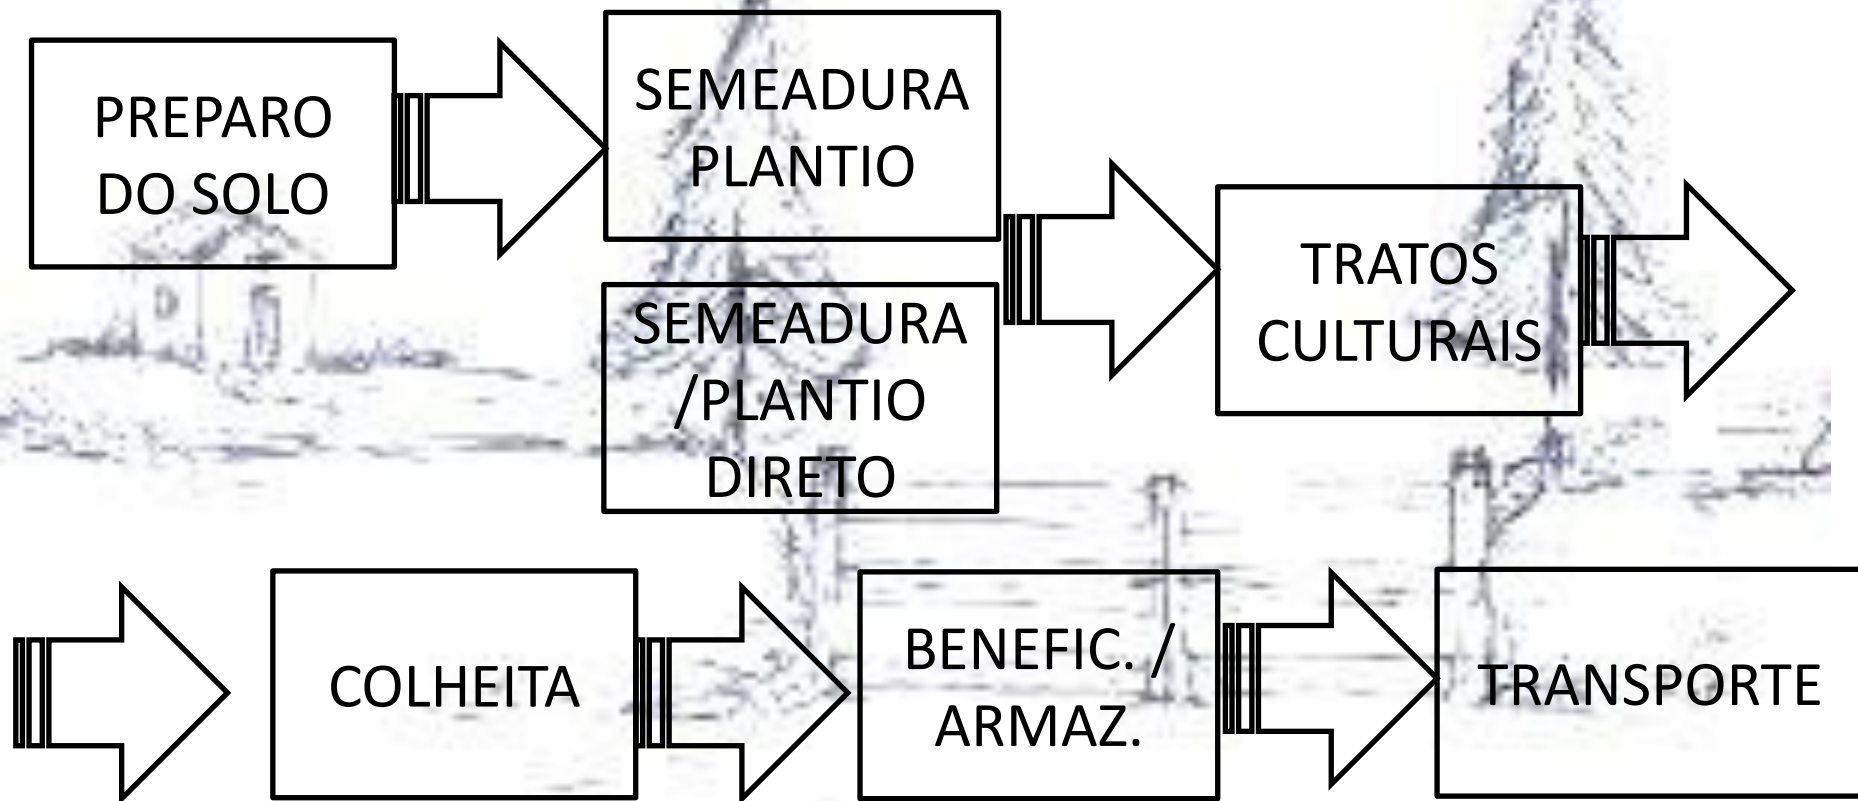 PREPARO
DO SOLO
SEMEADURA
PLANTIO
SEMEADURA
/PLANTIO
DIRETO
TRATOS
CULTURAIS
COLHEITA
BENEFIC. /
ARMAZ.
TRANSPORTE